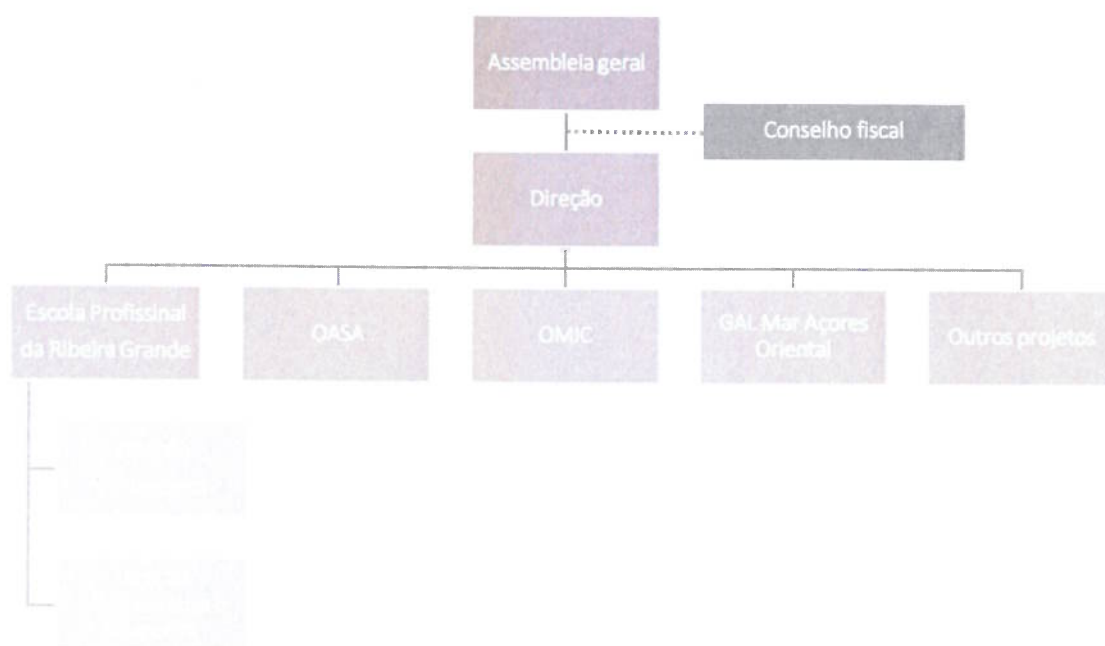 Assembleia geral
Conselho fiscal
Direção
Escola Profissinal
da Ribeira Grande
OASA
OMIC
GAL Mar Açores
Oriental
Outros projetos